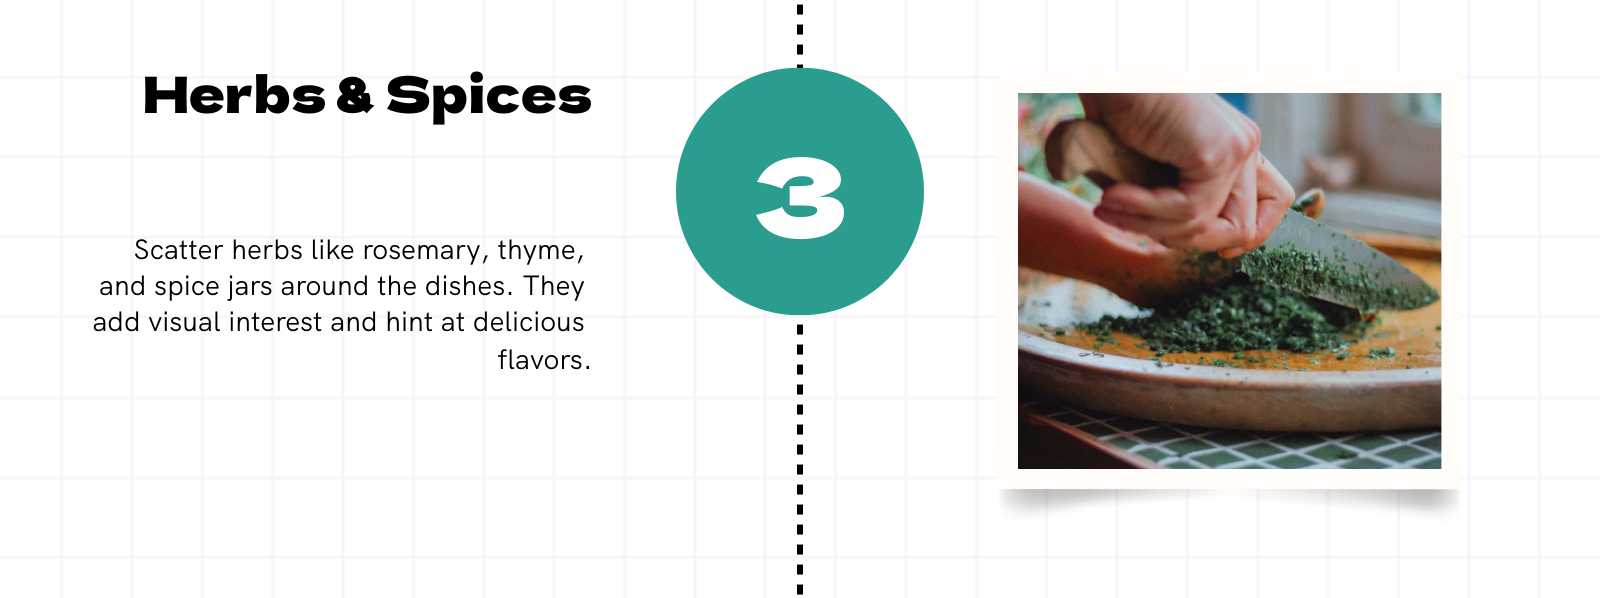 Herbs & Spices
3
Scatter herbs like rosemary, thyme,
and spice jars around the dishes. They
add visual interest and hint at delicious
flavors.